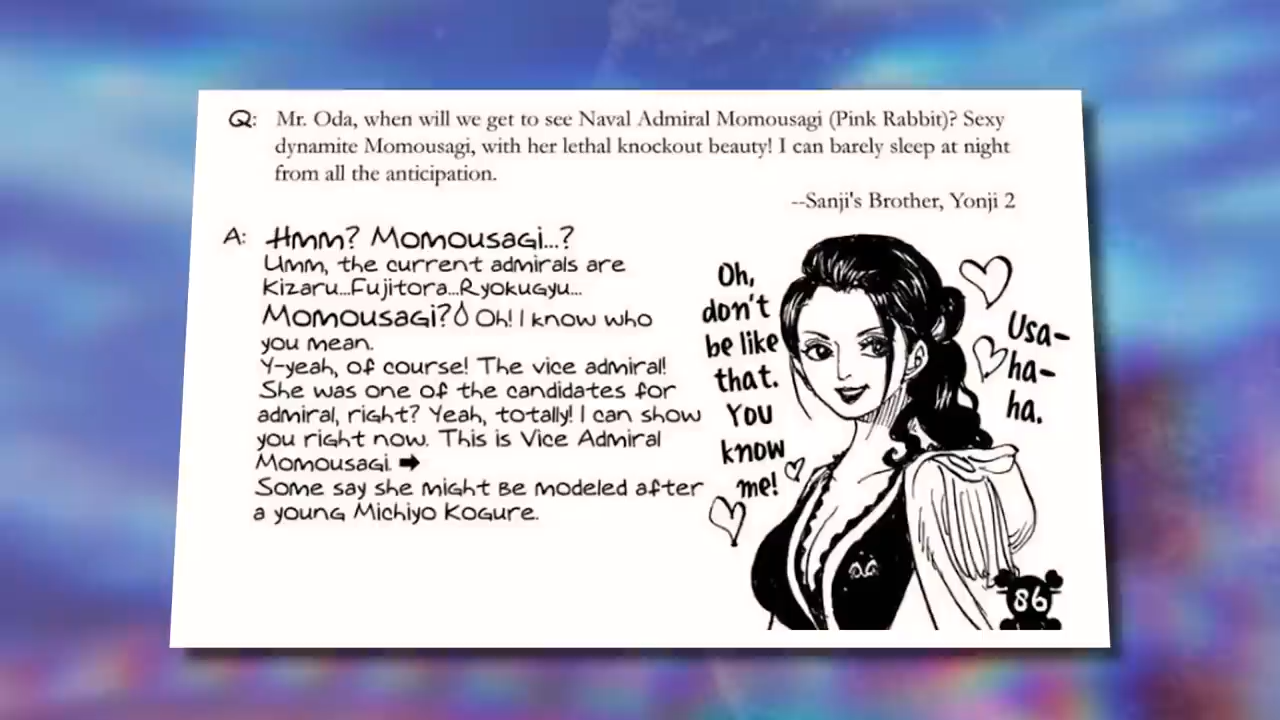 Q: Mr. Oda, when will we get to see Naval Admiral Momousagi (Pink Rabbit)? Sexy
dynamite Momousagi, with her lethal knockout beauty! I can barely sleep at night
from all the anticipation.
--Sanji's Brother, Yonji 2
A: Hmm? Momousagi...?
Umm, the current admirals are
Kizaru...Fujitora...Ryokugyu...
Momousagi? Oh! I know who
you mean.
Y-yeah, of course! The vice admiral!
She was one of the candidates for
admiral, right? Yeah, totally! I can show
you right now. This is Vice Admiral
Momousagi. ➡
Some say she might be modeled after
a young Michiyo Kogure.
Oh,
don't
be like
that.
You
know
me!
Usa-
ha-
ha.
86